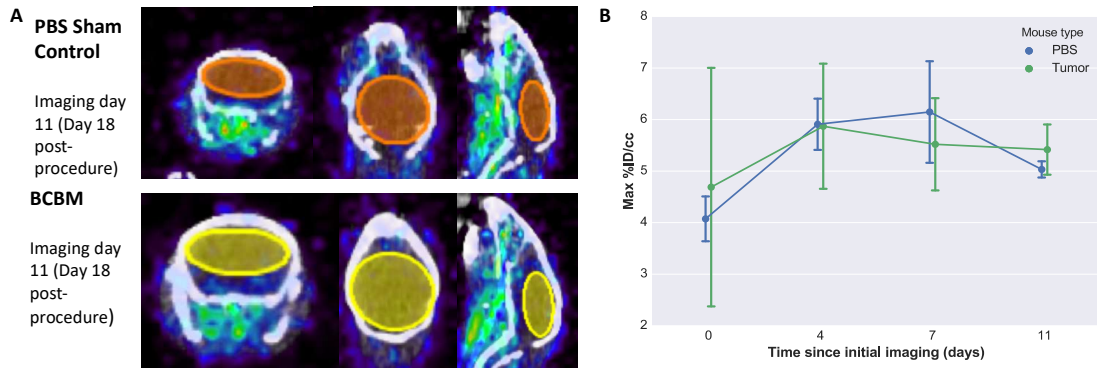 A
PBS Sham
Control
Imaging day
11 (Day 18
post-
procedure)
BCBM
Imaging day
11 (Day 18
post-
procedure)
B
8
7
6
5
4
3
2
Max %ID/cc
Mouse type
PBS
Tumor
0 4 7 11
Time since initial imaging (days)